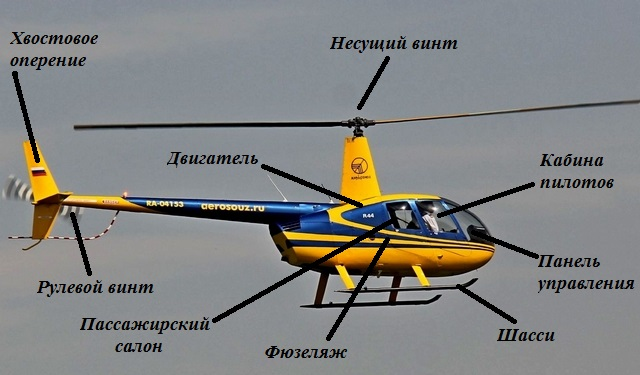 Хвостовое
оперение
Несущий винт
Двигатель
Кабина
пилотов
R44
RA-04133
aerosouz.ru
Панель
управления
Рулевой винт
Пассажирский
салон
Фюзеляж
Шасси